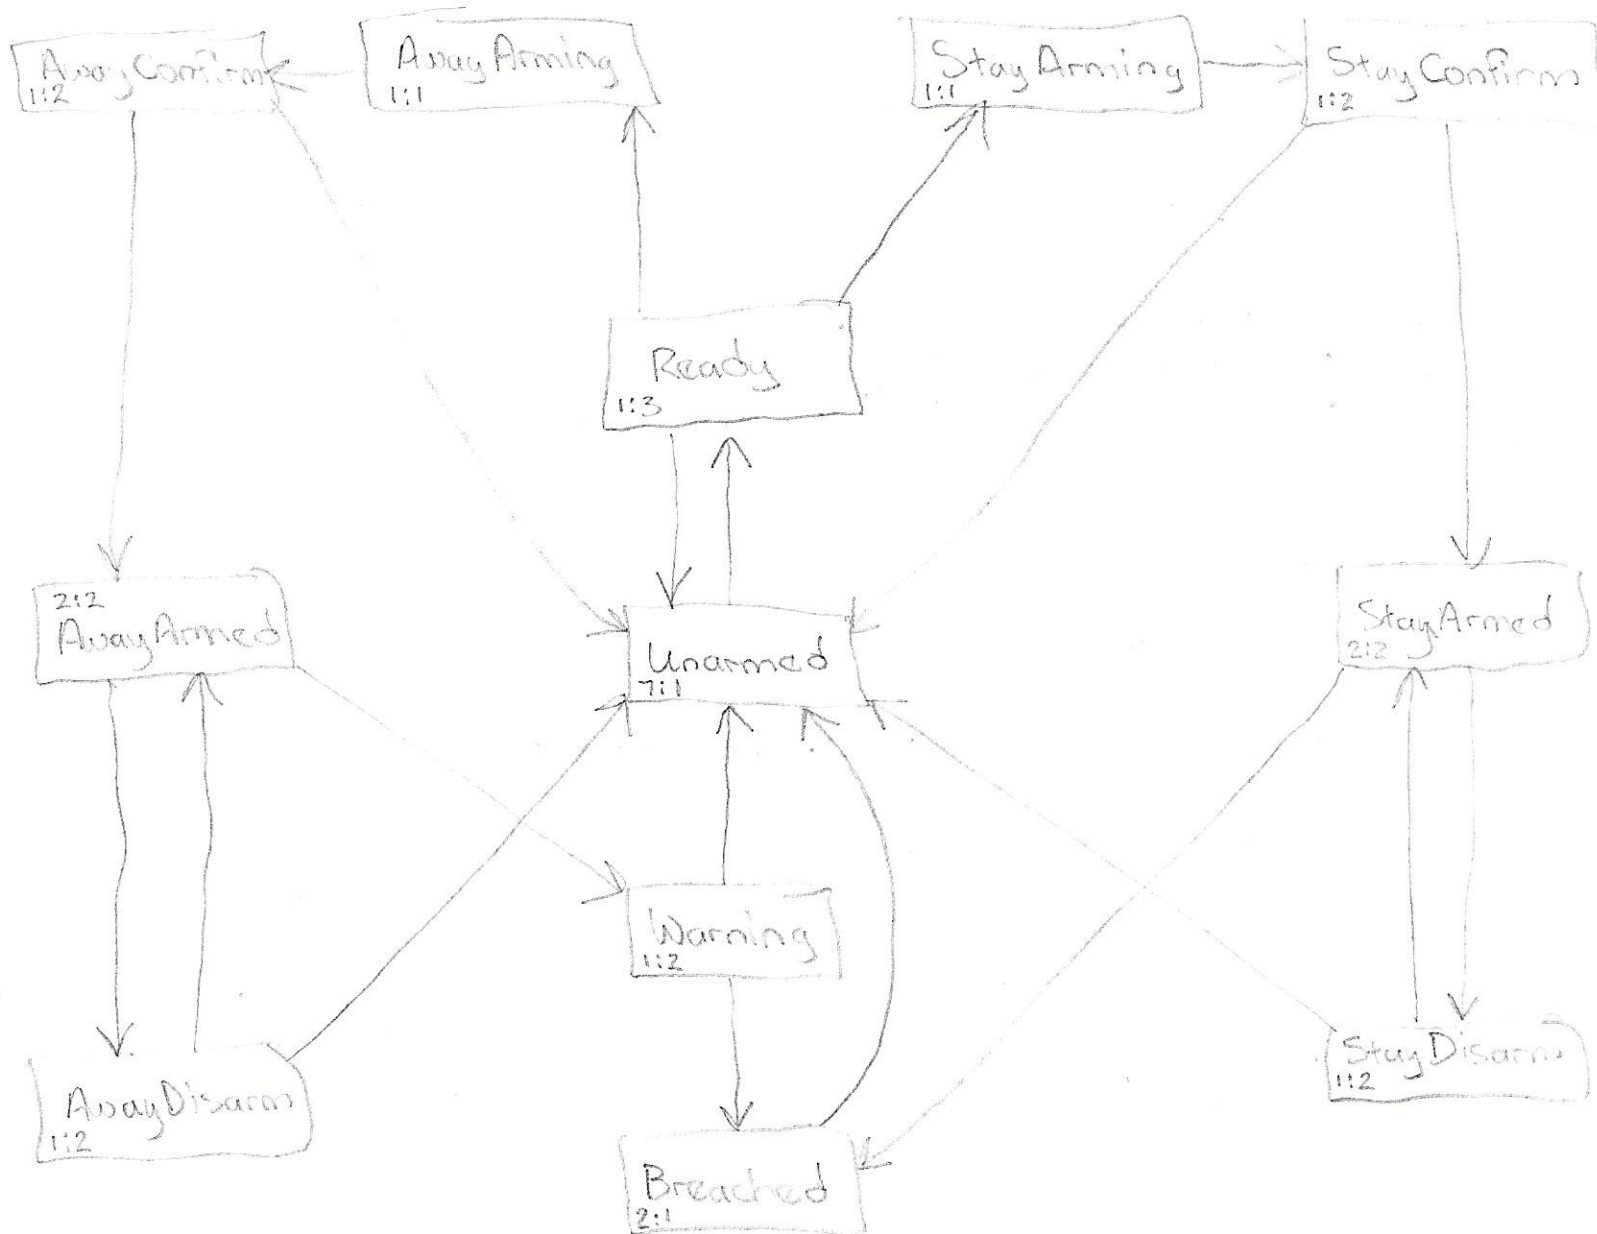 AwayConfirm
1:2
AwayArming
1:1
StayArming
1:1
StayConfirm
1:2
Ready
1:3
2:2
AwayArmed
Unarmed
7:1
StayArmed
2:2
Warning
1:2
AwayDisarm
1:2
StayDisarm
1:2
Breached
2:1